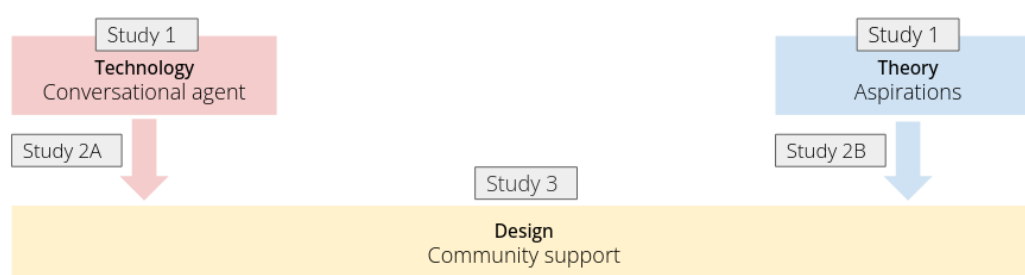 Study 1
Technology
Conversational agent
Study 1
Theory
Aspirations
Study 2A
Study 2B
Study 3
Design
Community support